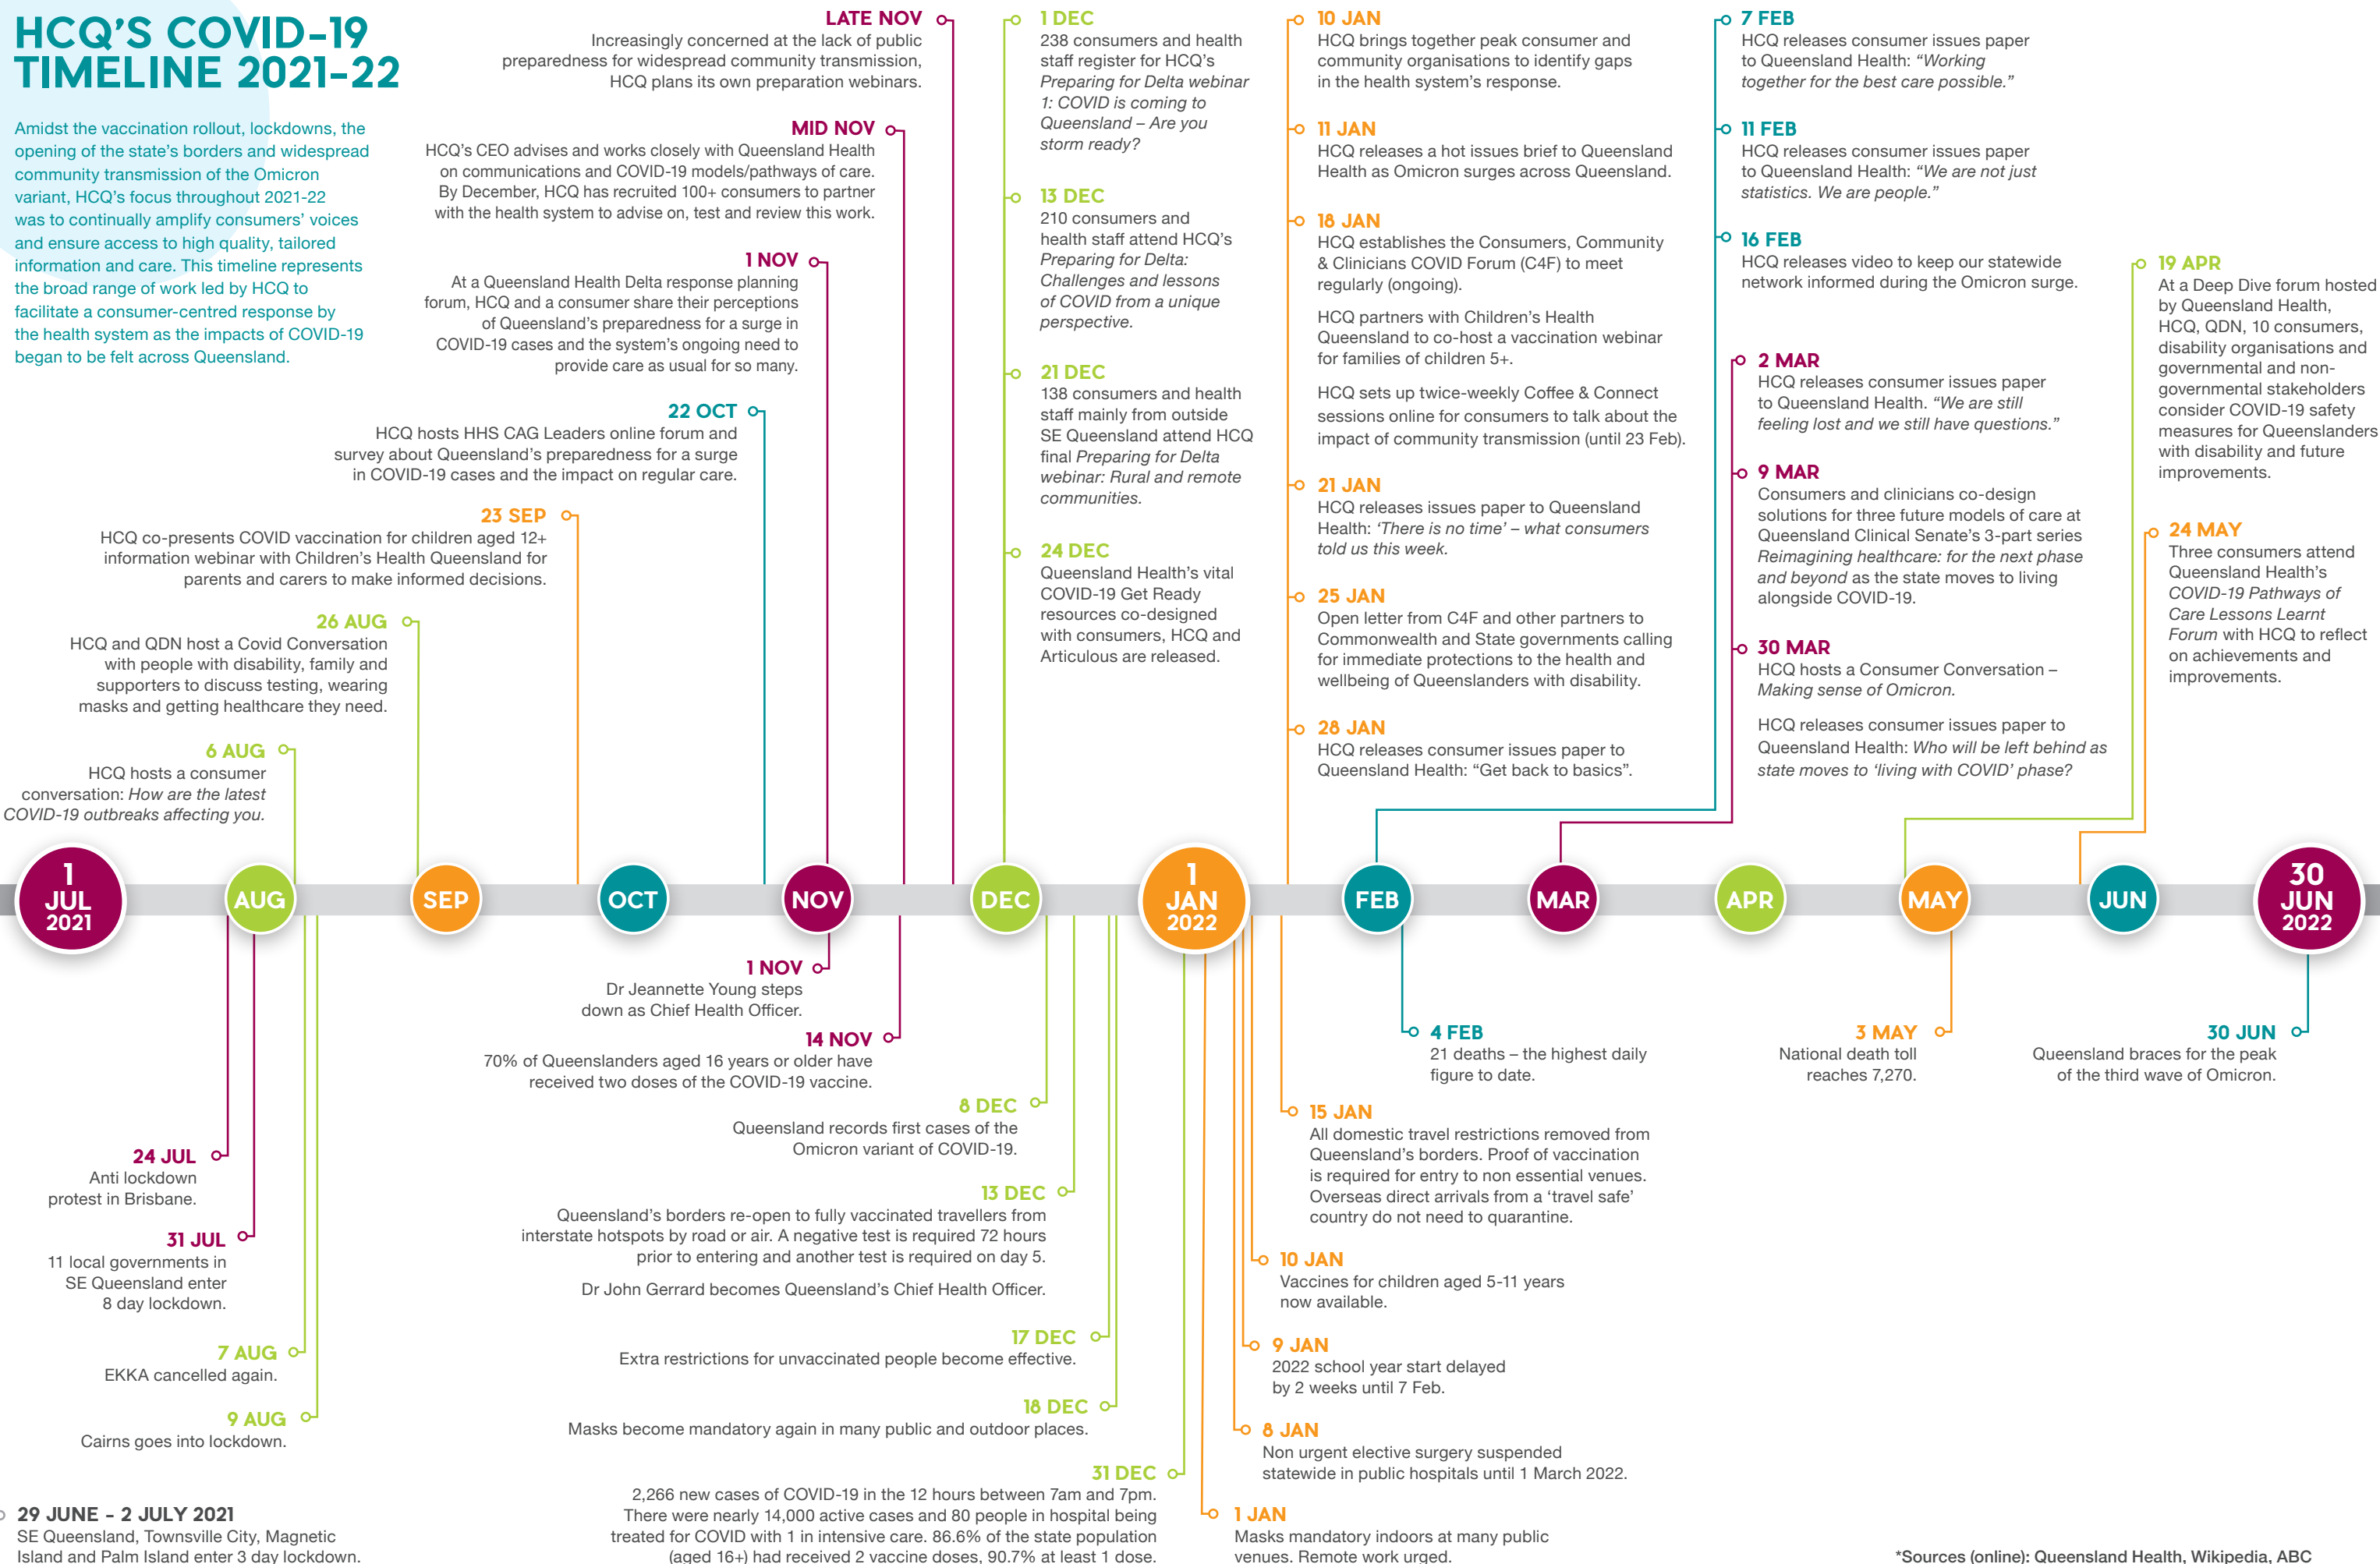 HCQ'S COVID-19
TIMELINE 2021-22
Amidst the vaccination rollout, lockdowns, the
opening of the state's borders and widespread
community transmission of the Omicron
variant, HCQ's focus throughout 2021-22
was to continually amplify consumers' voices
and ensure access to high quality, tailored
information and care. This timeline represents
the broad range of work led by HCQ to
facilitate a consumer-centred response by
the health system as the impacts of COVID-19
began to be felt across Queensland.
LATE NOV
Increasingly concerned at the lack of public
preparedness for widespread community transmission,
HCQ plans its own preparation webinars.
MID NOV
HCQ's CEO advises and works closely with Queensland Health
on communications and COVID-19 models/pathways of care.
By December, HCQ has recruited 100+ consumers to partner
with the health system to advise on, test and review this work.
1 NOV
At a Queensland Health Delta response planning
forum, HCQ and a consumer share their perceptions
of Queensland's preparedness for a surge in
COVID-19 cases and the system's ongoing need to
provide care as usual for so many.
22 OCT
HCQ hosts HHS CAG Leaders online forum and
survey about Queensland's preparedness for a surge
in COVID-19 cases and the impact on regular care.
23 SEP
HCQ co-presents COVID vaccination for children aged 12+
information webinar with Children's Health Queensland for
parents and carers to make informed decisions.
26 AUG
HCQ and QDN host a Covid Conversation
with people with disability, family and
supporters to discuss testing, wearing
masks and getting healthcare they need.
6 AUG
HCQ hosts a consumer
conversation: How are the latest
COVID-19 outbreaks affecting you.
1 DEC
238 consumers and health
staff register for HCQ's
Preparing for Delta webinar
1: COVID is coming to
Queensland – Are you
storm ready?
13 DEC
210 consumers and
health staff attend HCQ's
Preparing for Delta:
Challenges and lessons
of COVID from a unique
perspective.
21 DEC
138 consumers and health
staff mainly from outside
SE Queensland attend HCQ
final Preparing for Delta
webinar: Rural and remote
communities.
24 DEC
Queensland Health's vital
COVID-19 Get Ready
resources co-designed
with consumers, HCQ and
Articulous are released.
10 JAN
HCQ brings together peak consumer and
community organisations to identify gaps
in the health system's response.
11 JAN
HCQ releases a hot issues brief to Queensland
Health as Omicron surges across Queensland.
18 JAN
HCQ establishes the Consumers, Community
& Clinicians COVID Forum (C4F) to meet
regularly (ongoing).
HCQ partners with Children's Health
Queensland to co-host a vaccination webinar
for families of children 5+.
HCQ sets up twice-weekly Coffee & Connect
sessions online for consumers to talk about the
impact of community transmission (until 23 Feb).
21 JAN
HCQ releases issues paper to Queensland
Health: 'There is no time' – what consumers
told us this week.
25 JAN
Open letter from C4F and other partners to
Commonwealth and State governments calling
for immediate protections to the health and
wellbeing of Queenslanders with disability.
28 JAN
HCQ releases consumer issues paper to
Queensland Health: "Get back to basics".
7 FEB
HCQ releases consumer issues paper
to Queensland Health: "Working
together for the best care possible."
11 FEB
HCQ releases consumer issues paper
to Queensland Health: "We are not just
statistics. We are people."
16 FEB
HCQ releases video to keep our statewide
network informed during the Omicron surge.
2 MAR
HCQ releases consumer issues paper
to Queensland Health. "We are still
feeling lost and we still have questions."
9 MAR
Consumers and clinicians co-design
solutions for three future models of care at
Queensland Clinical Senate's 3-part series
Reimagining healthcare: for the next phase
and beyond as the state moves to living
alongside COVID-19.
30 MAR
HCQ hosts a Consumer Conversation –
Making sense of Omicron.
HCQ releases consumer issues paper to
Queensland Health: Who will be left behind as
state moves to 'living with COVID' phase?
19 APR
At a Deep Dive forum hosted
by Queensland Health,
HCQ, QDN, 10 consumers,
disability organisations and
governmental and non-
governmental stakeholders
consider COVID-19 safety
measures for Queenslanders
with disability and future
improvements.
24 MAY
Three consumers attend
Queensland Health's
COVID-19 Pathways of
Care Lessons Learnt
Forum with HCQ to reflect
on achievements and
improvements.
1
JUL
2021
AUG
SEP
OCT
NOV
DEC
1
JAN
2022
FEB
MAR
APR
MAY
JUN
30
JUN
2022
1 NOV
Dr Jeannette Young steps
down as Chief Health Officer.
14 NOV
70% of Queenslanders aged 16 years or older have
received two doses of the COVID-19 vaccine.
8 DEC
Queensland records first cases of the
Omicron variant of COVID-19.
13 DEC
Queensland's borders re-open to fully vaccinated travellers from
interstate hotspots by road or air. A negative test is required 72 hours
prior to entering and another test is required on day 5.
Dr John Gerrard becomes Queensland's Chief Health Officer.
17 DEC
Extra restrictions for unvaccinated people become effective.
18 DEC
Masks become mandatory again in many public and outdoor places.
31 DEC
2,266 new cases of COVID-19 in the 12 hours between 7am and 7pm.
There were nearly 14,000 active cases and 80 people in hospital being
treated for COVID with 1 in intensive care. 86.6% of the state population
(aged 16+) had received 2 vaccine doses, 90.7% at least 1 dose.
24 JUL
Anti lockdown
protest in Brisbane.
31 JUL
11 local governments in
SE Queensland enter
8 day lockdown.
7 AUG
EKKA cancelled again.
9 AUG
Cairns goes into lockdown.
29 JUNE - 2 JULY 2021
SE Queensland, Townsville City, Magnetic
Island and Palm Island enter 3 day lockdown.
4 FEB
21 deaths – the highest daily
figure to date.
3 MAY
National death toll
reaches 7,270.
30 JUN
Queensland braces for the peak
of the third wave of Omicron.
15 JAN
All domestic travel restrictions removed from
Queensland's borders. Proof of vaccination
is required for entry to non essential venues.
Overseas direct arrivals from a 'travel safe'
country do not need to quarantine.
10 JAN
Vaccines for children aged 5-11 years
now available.
9 JAN
2022 school year start delayed
by 2 weeks until 7 Feb.
8 JAN
Non urgent elective surgery suspended
statewide in public hospitals until 1 March 2022.
1 JAN
Masks mandatory indoors at many public
venues. Remote work urged.
*Sources (online): Queensland Health, Wikipedia, ABC